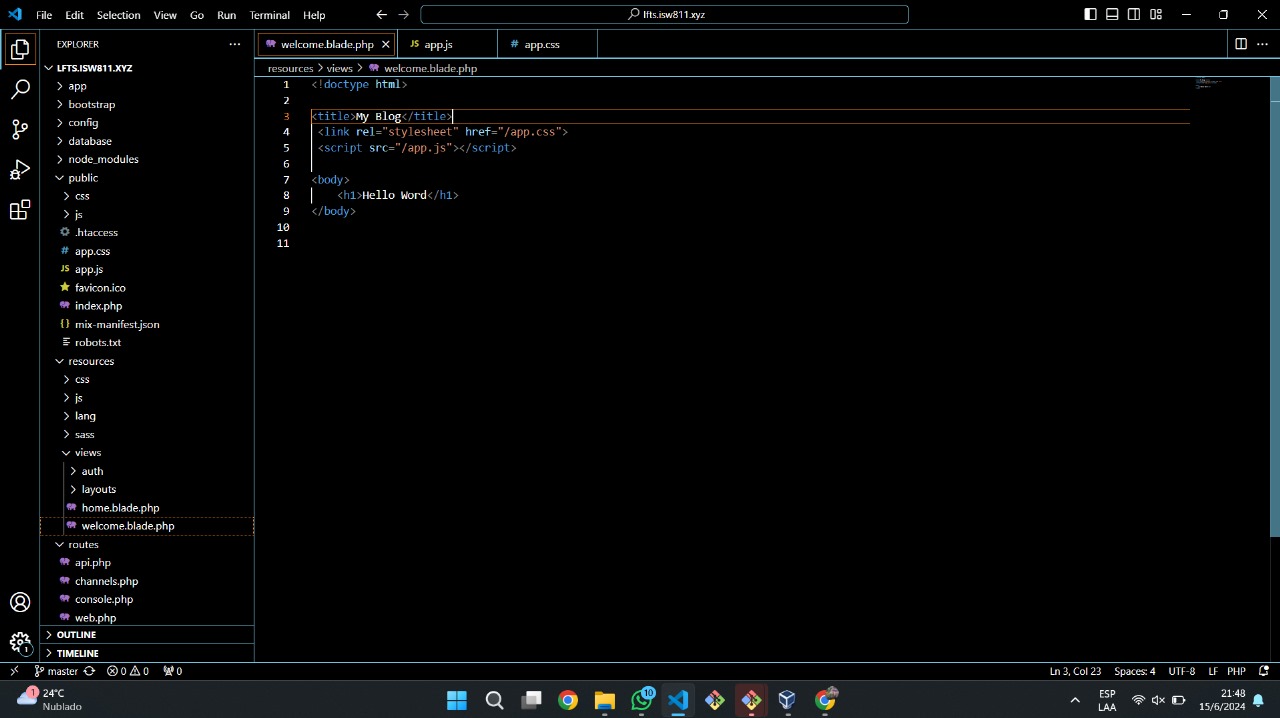 File Edit Selection View Go Run Terminal Help
lfts.isw811.xyz
EXPLORER
LFTS.ISW811.XYZ
app
bootstrap
config
database
node_modules
public
css
js
.htaccess
# app.css
JS app.js
favicon.ico
index.php
{} mix-manifest.json
robots.txt
resources
css
js
lang
sass
views
auth
layouts
home.blade.php
welcome.blade.php
routes
api.php
channels.php
console.php
web.php
OUTLINE
TIMELINE
welcome.blade.php JS app.js # app.css
resources > views > welcome.blade.php
1 <!doctype html>
2
3 <title>My Blog</title>
4 <link rel="stylesheet" href="/app.css">
5 <script src="/app.js"></script>
6
7 <body>
8 <h1>Hello Word</h1>
9 </body>
10
11
1
master 0 0 0 Ln 3, Col 23 Spaces: 4 UTF-8 LF PHP
1 24°C
Nublado
10
ESP
LAA
21:48
15/6/2024